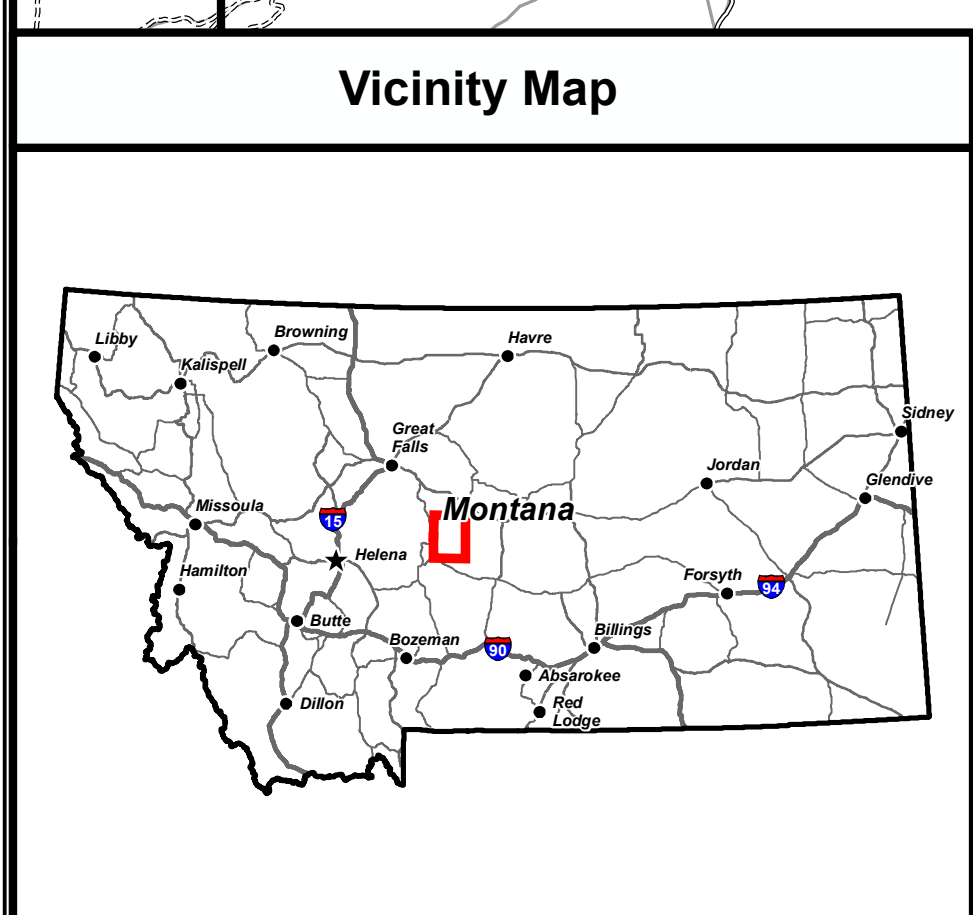 Vicinity Map
Libby
Browning
Havre
Kalispell
Sidney
Great
Falls
Jordan
Glendive
Missoula
Montana
15
Helena
Hamilton
Forsyth
94
Butte
Bozeman
90
Billings
Absarokee
Dillon
Red
Lodge